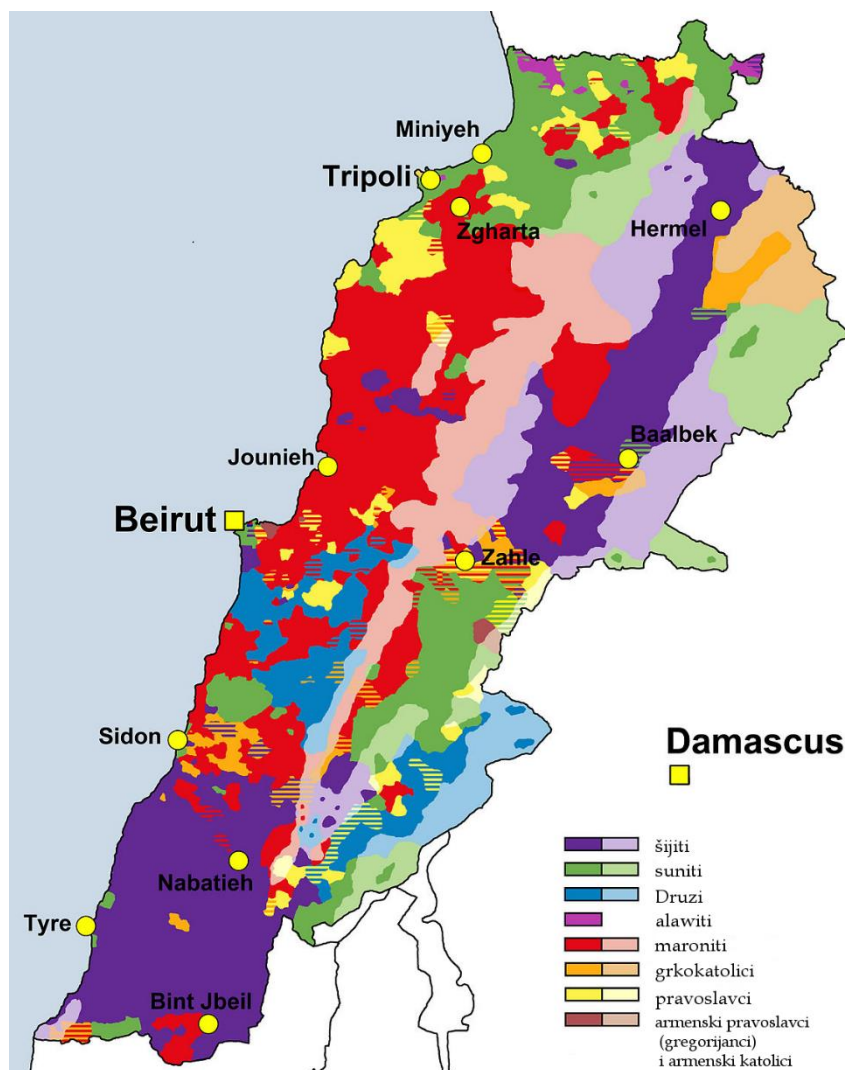 Miniyeh
Tripoli
Zgharta
Hermel
Baalbek
Jounieh
Beirut
Zahle
Sidon
Damascus
Nabatieh
Tyre
Bint Jbeil
šijiti
suniti
Druzi
alawiti
maroniti
grkokatolici
pravoslavci
armenski pravoslavci
(gregorijanci)
i armenski katolici